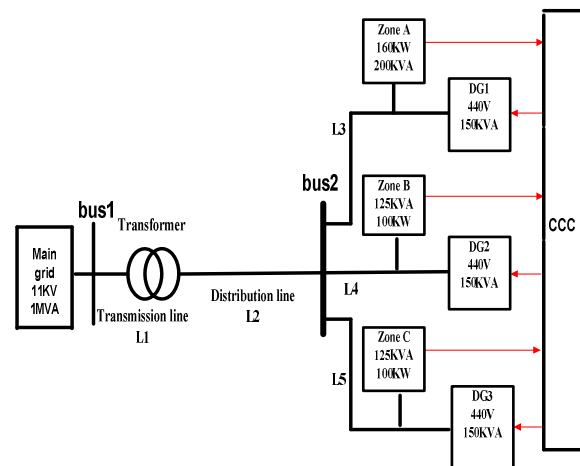 Zone A
160KW
200KVA
DG1
440V
150KVA
L3
bus2
Zone B
125KVA
100KW
bus1
Transformer
CCC
Main
grid
11KV
1MVA
DG2
440V
150KVA
L4
Distribution line
L2
Transmission line
L1
Zone C
125KVA
100KW
L5
DG3
440V
150KVA